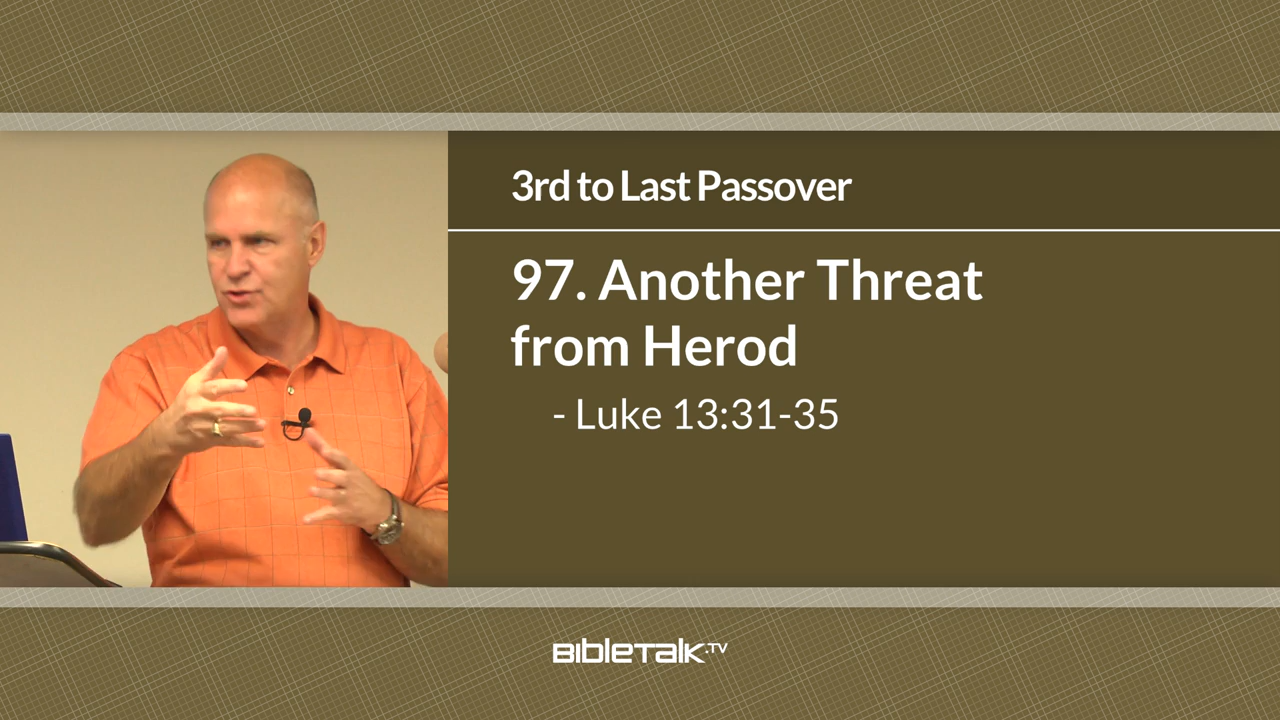 3rd to Last Passover
97. Another Threat
from Herod
- Luke 13:31-35
BIBLETALK.TV